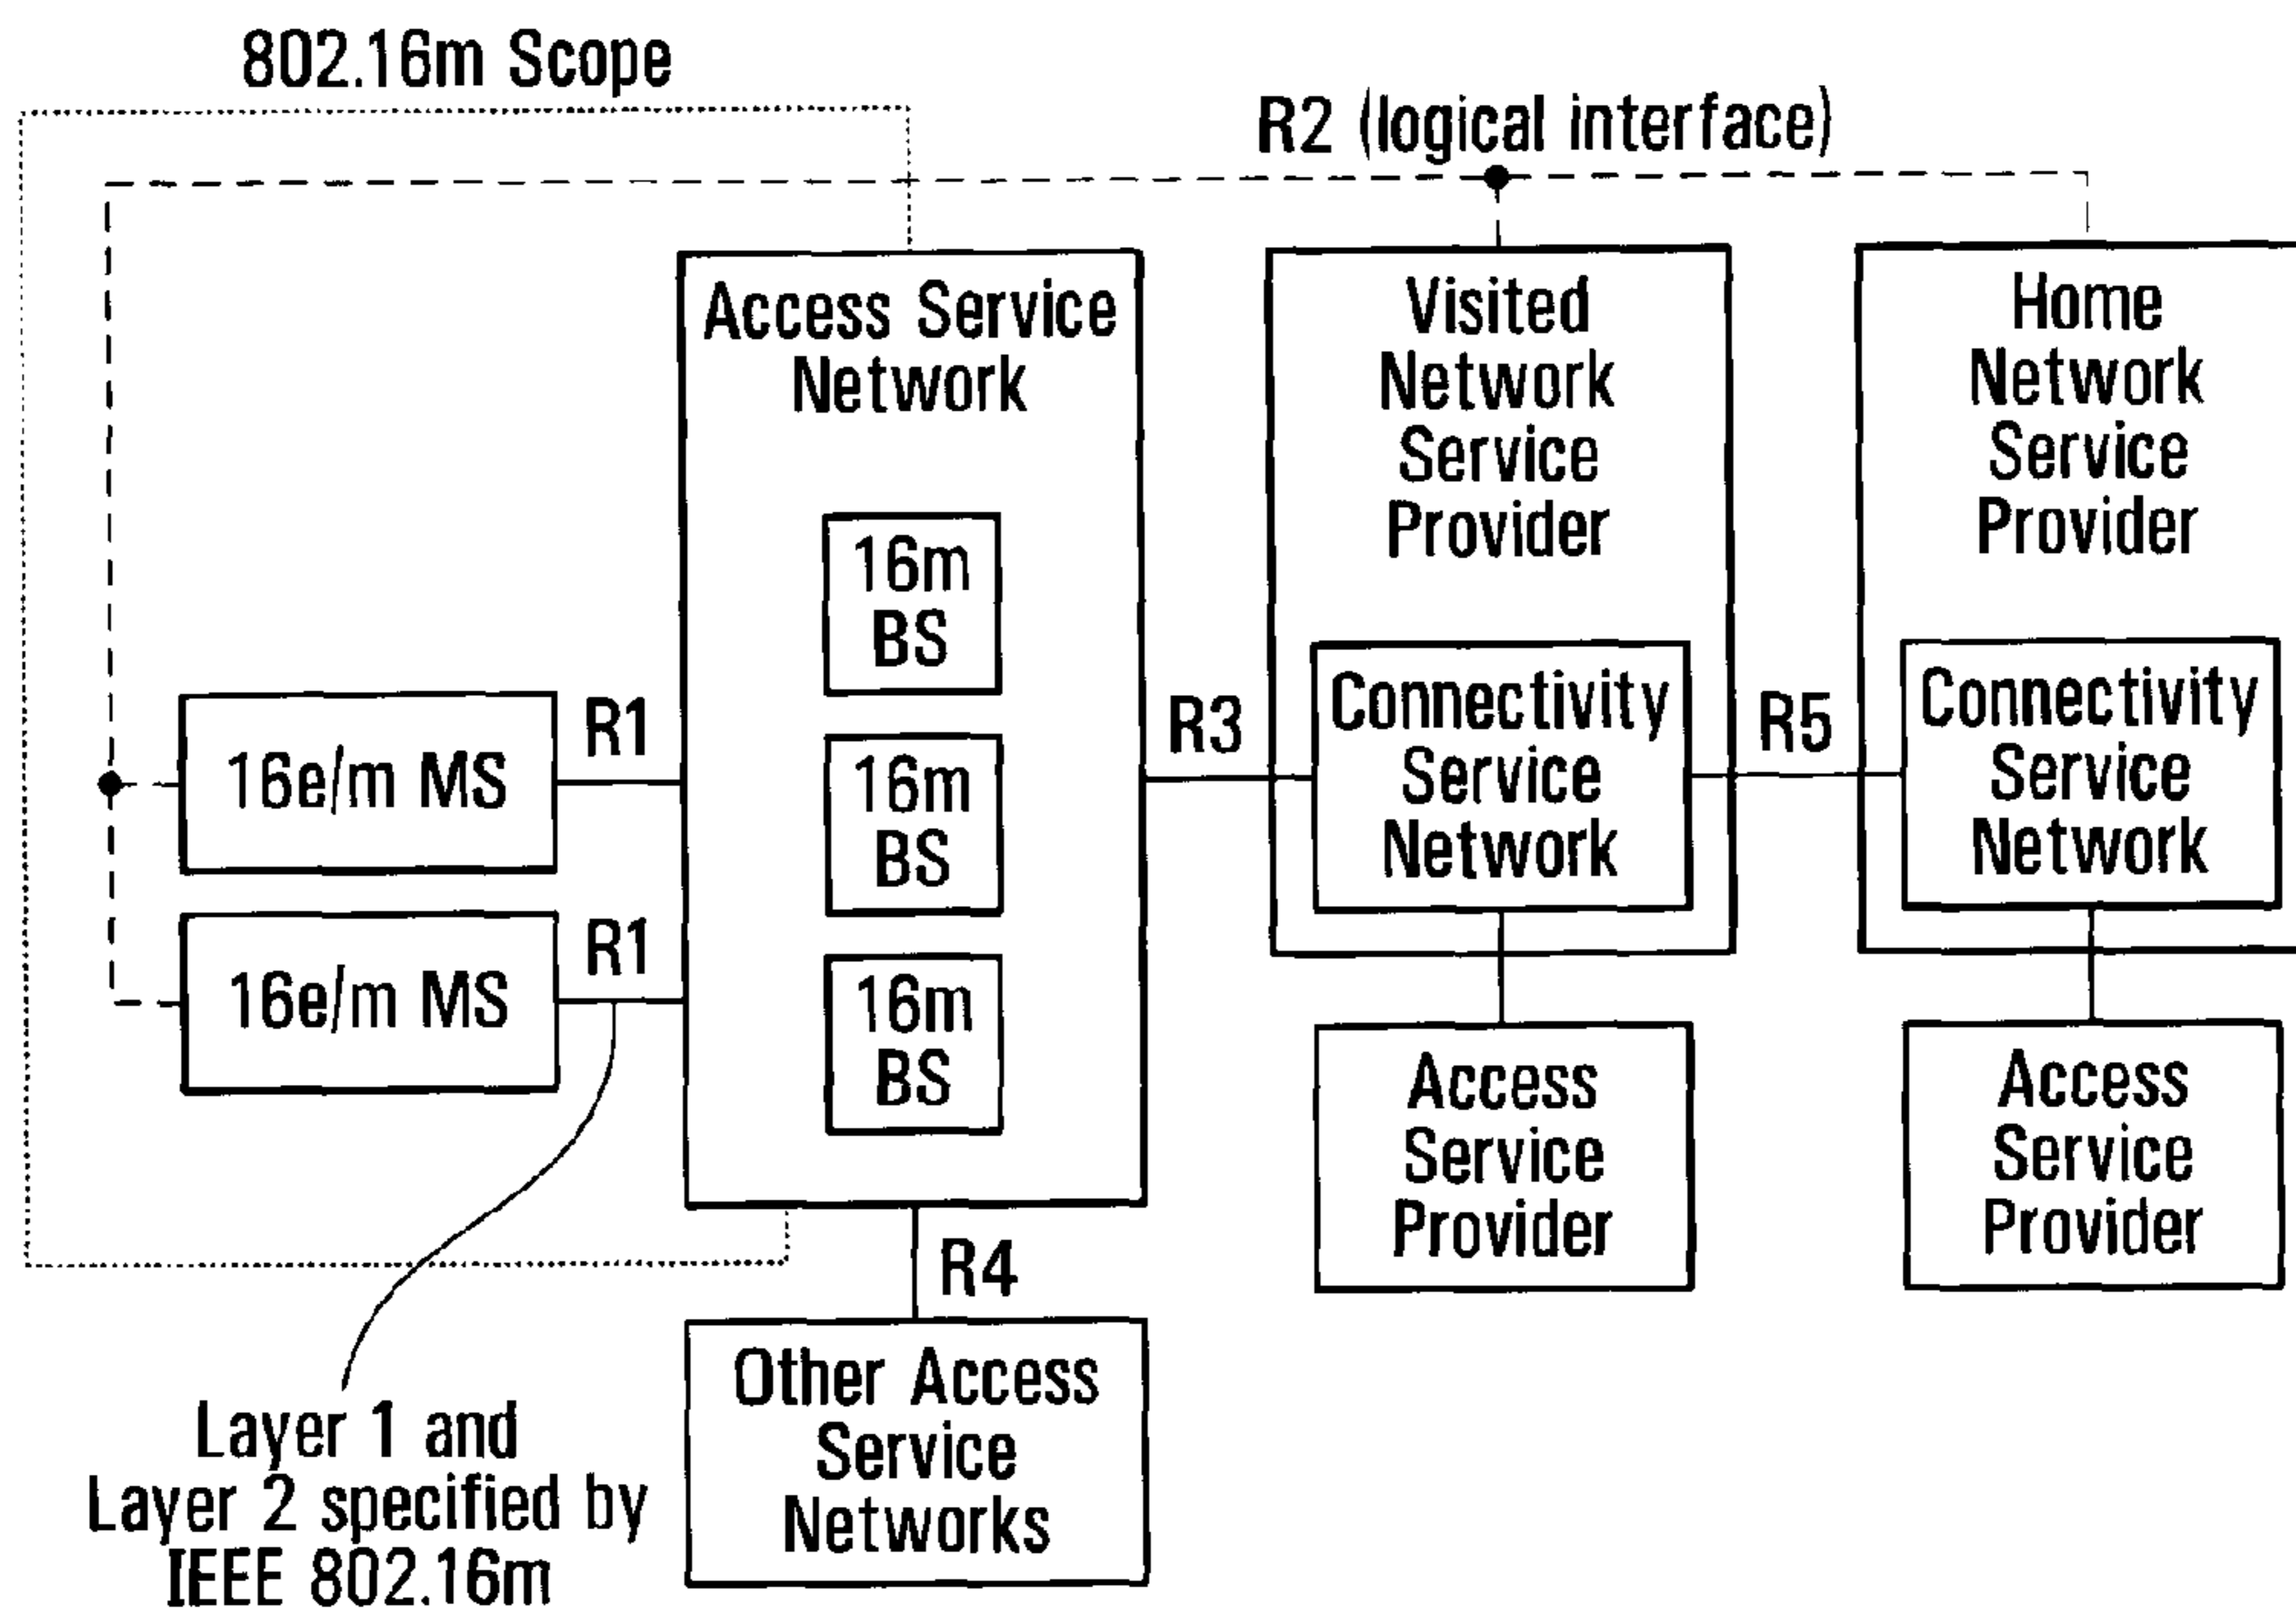 802.16m Scope
R2 (logical interface)
Access Service
Network
16m
BS
16m
BS
16m
BS
Visited
Network
Service
Provider
Connectivity
Service
Network
Home
Network
Service
Provider
Connectivity
Service
Network
16e/m MS
R1
16e/m MS
R1
R3
R5
Access
Service
Provider
Access
Service
Provider
R4
Other Access
Service
Networks
Layer 1 and
Layer 2 specified by
IEEE 802.16m